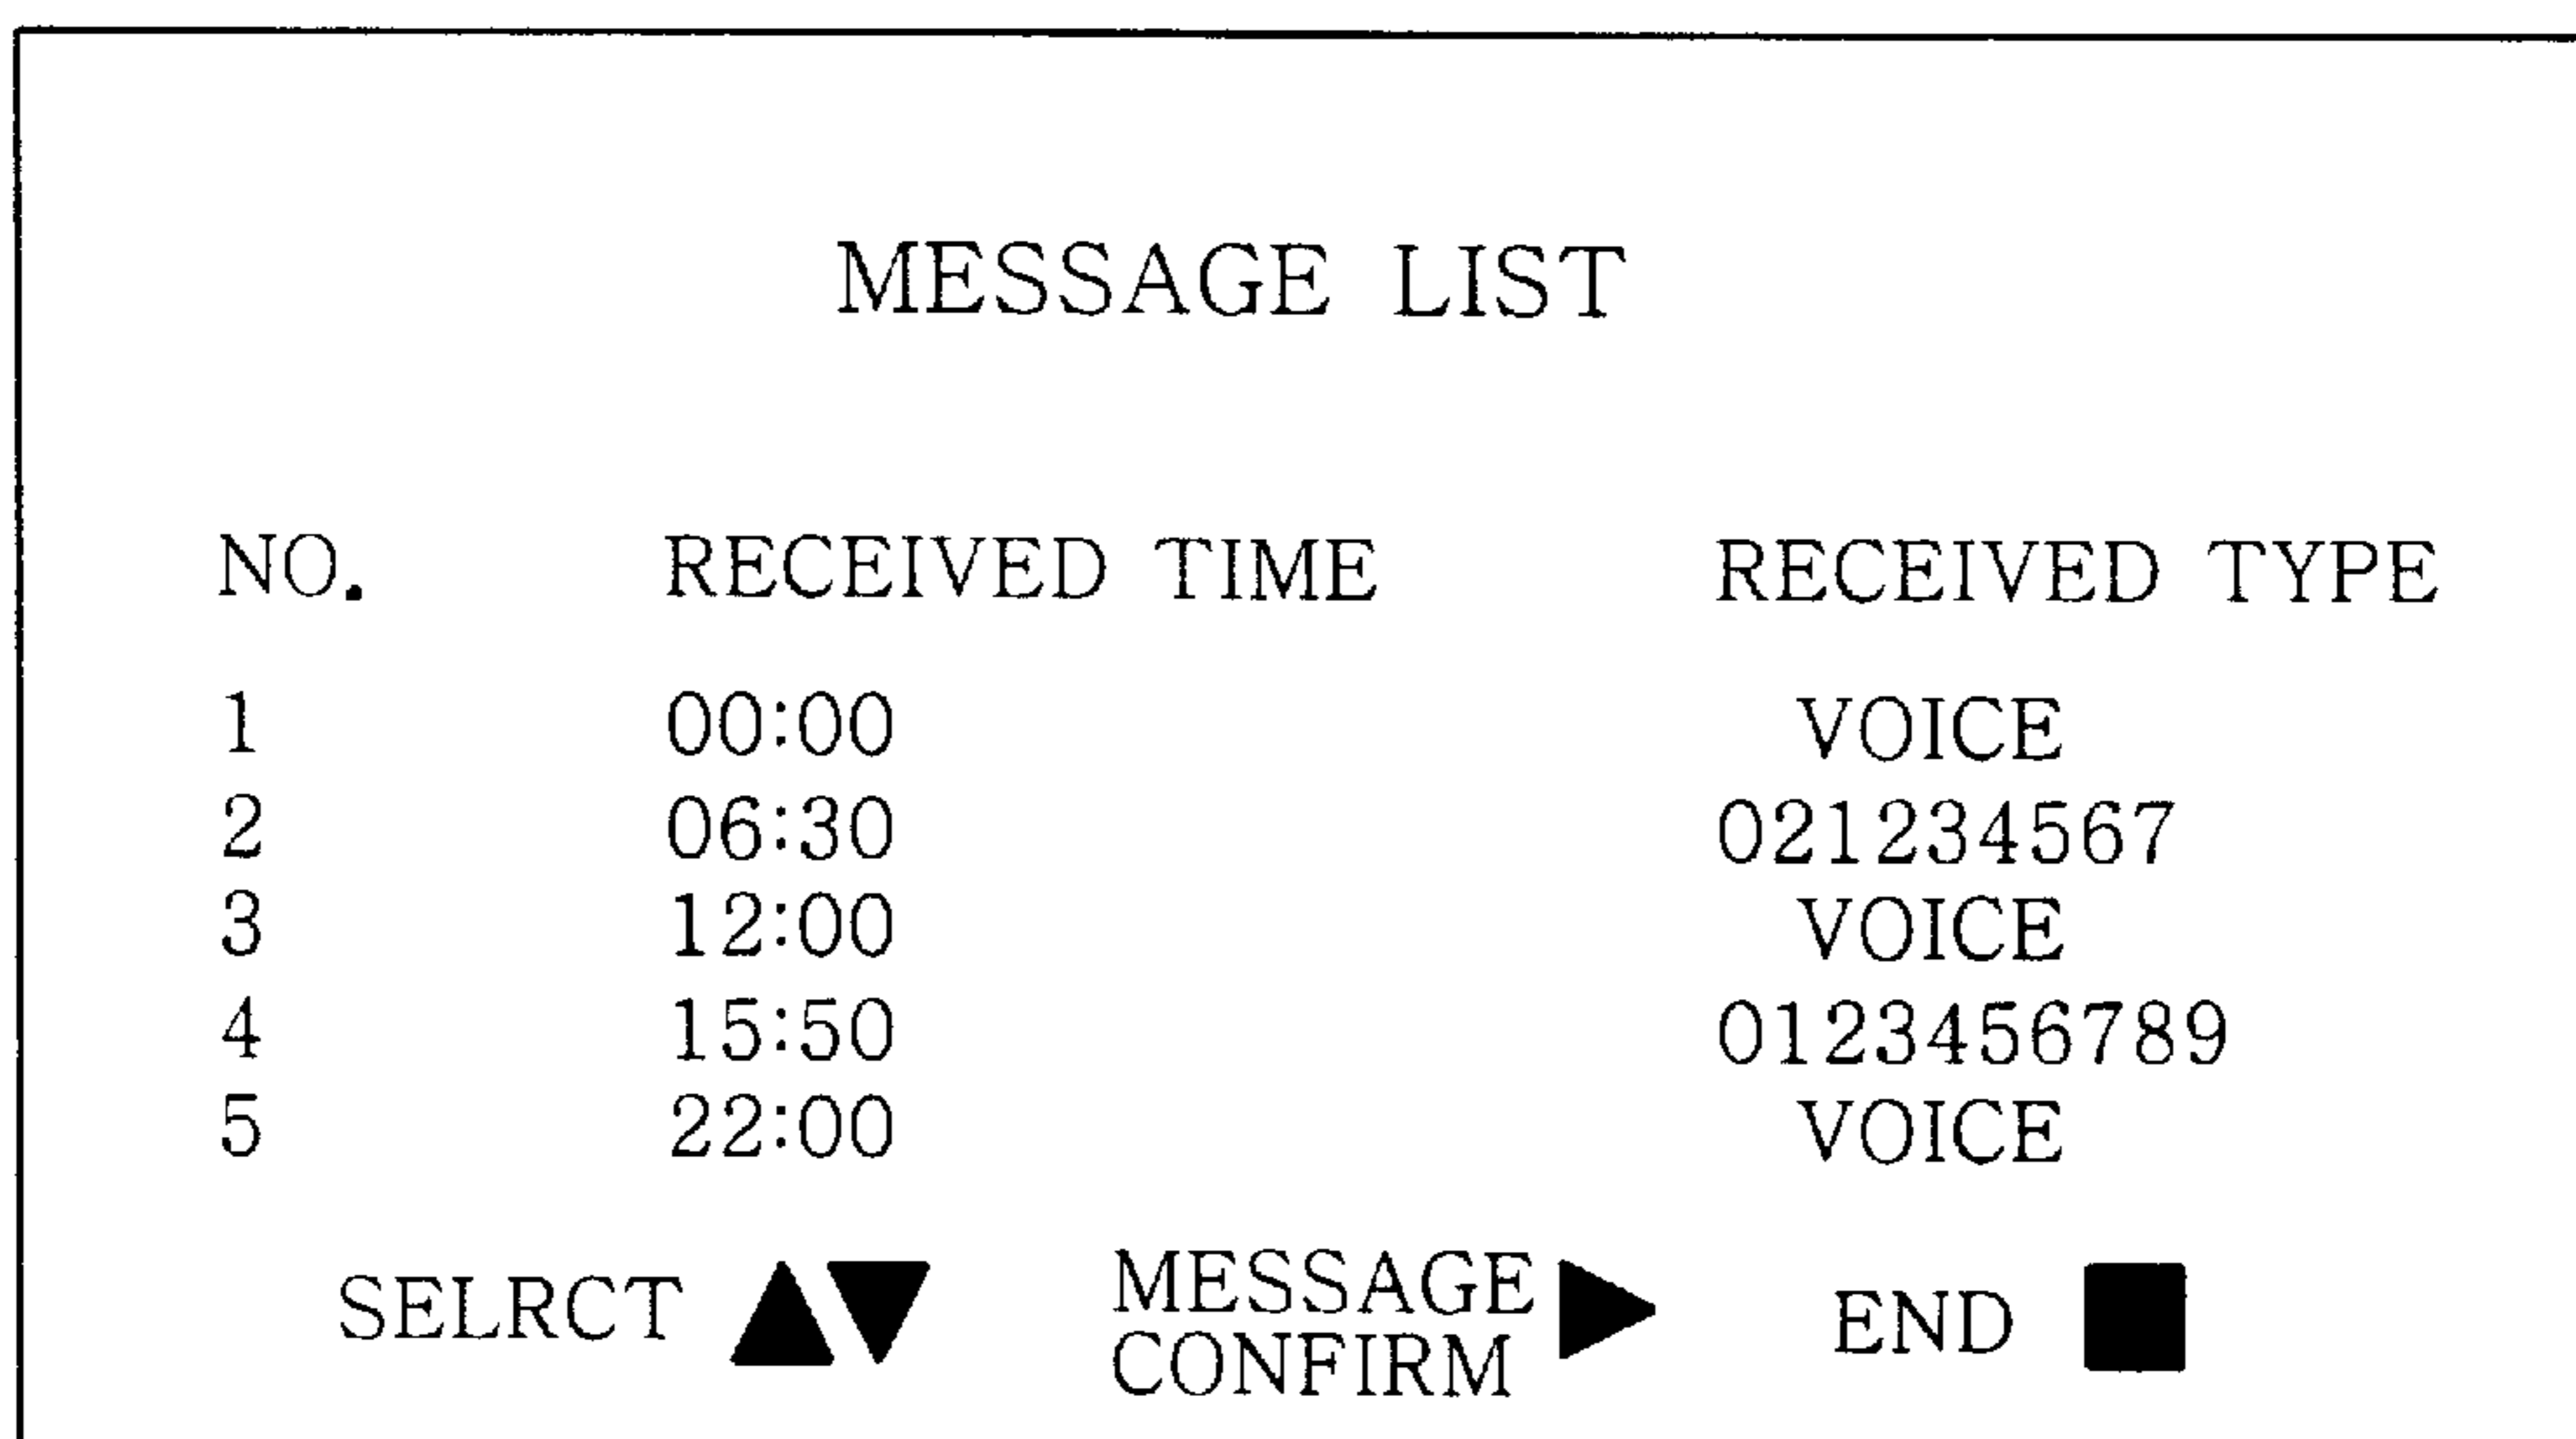 MESSAGE LIST
NO. RECEIVED TIME RECEIVED TYPE
1 00:00 VOICE
2 06:30 021234567
3 12:00 VOICE
4 15:50 0123456789
5 22:00 VOICE
SELRCT ▲▼ MESSAGE CONFIRM ▶ END ■